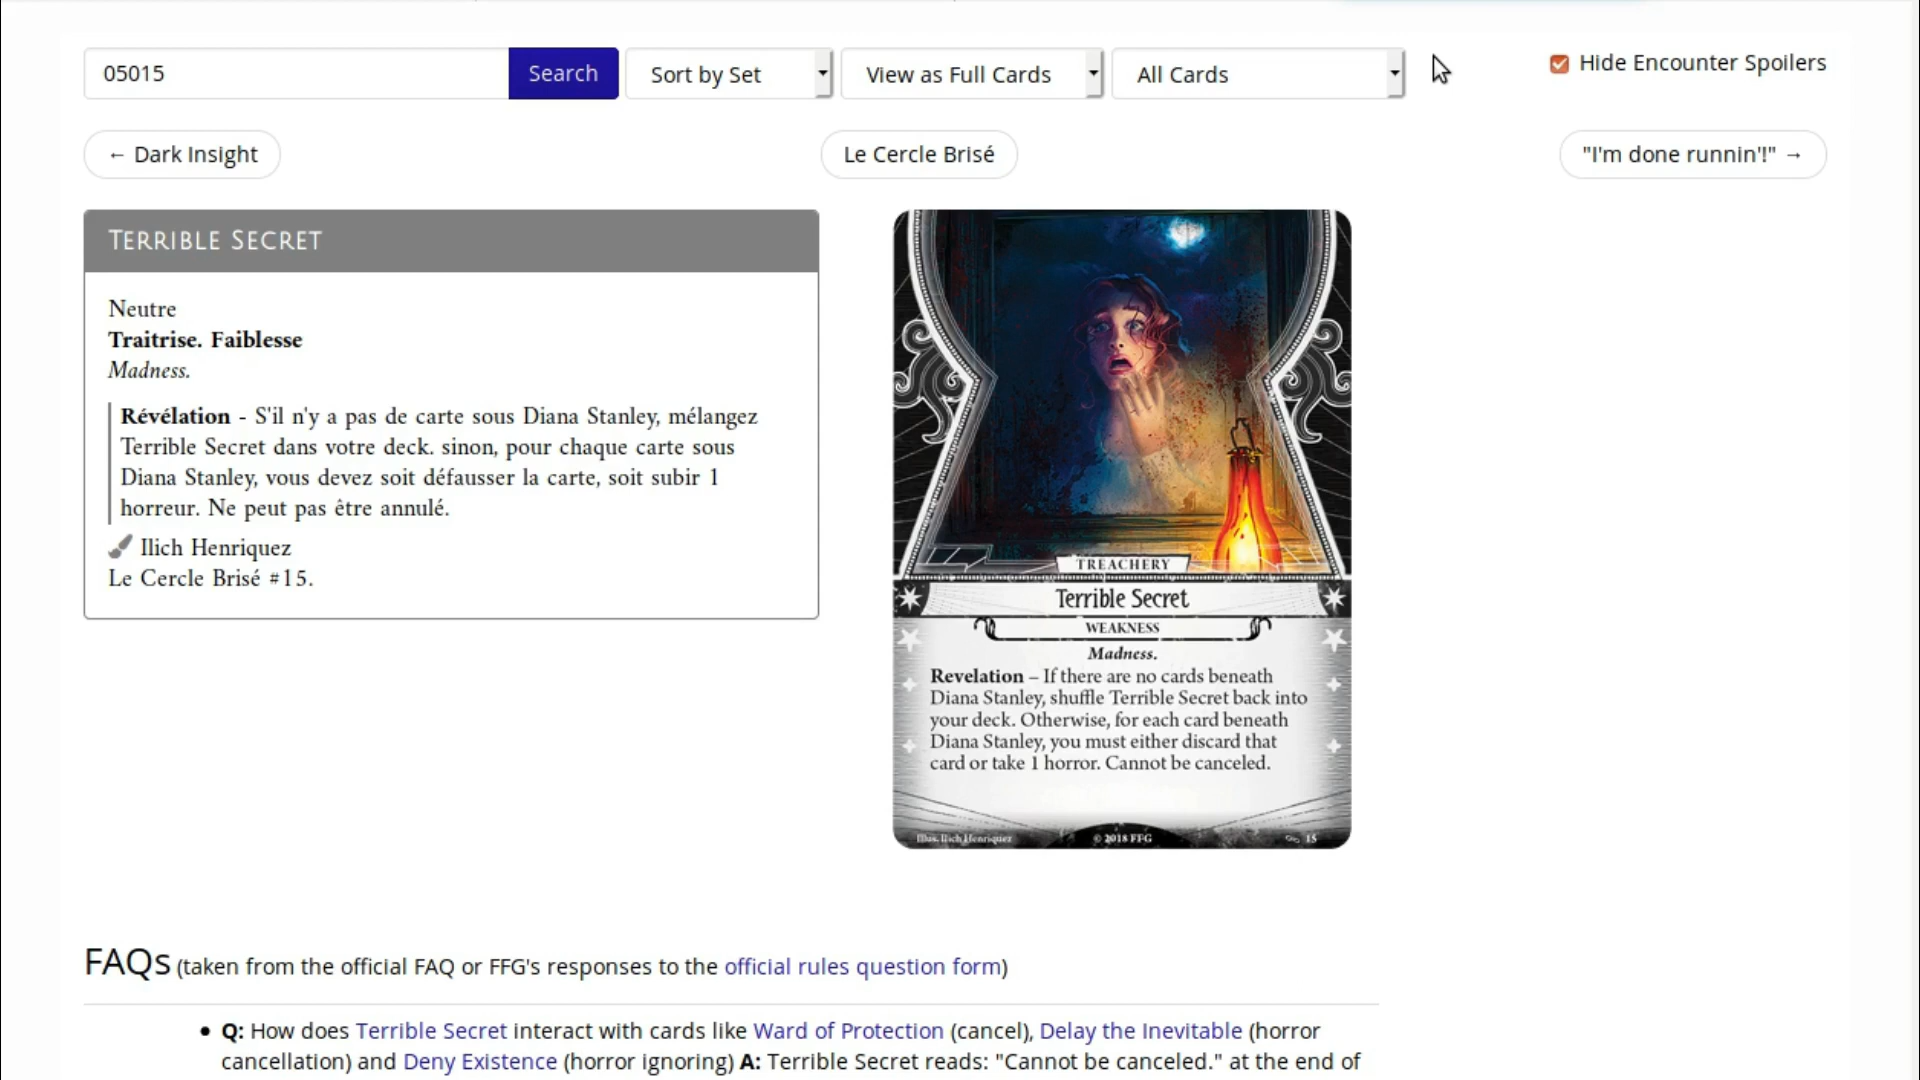 05015
Search
Sort by Set
View as Full Cards
All Cards
Hide Encounter Spoilers
← Dark Insight
Le Cercle Brisé
"I'm done runnin'!" →
Terrible Secret
Neutre
Traitrise. Faiblesse
Madness.
Révélation - S'il n'y a pas de carte sous Diana Stanley, mélangez
Terrible Secret dans votre deck. sinon, pour chaque carte sous
Diana Stanley, vous devez soit défausser la carte, soit subir 1
horreur. Ne peut pas être annulé.
Ilich Henriquez
Le Cercle Brisé #15.
TREACHERY
Terrible Secret
WEAKNESS
Madness.
Revelation – If there are no cards beneath
Diana Stanley, shuffle Terrible Secret back into
your deck. Otherwise, for each card beneath
Diana Stanley, you must either discard that
card or take 1 horror. Cannot be canceled.
Illus. Ilich Henriquez
© 2018 FFG
15
FAQs (taken from the official FAQ or FFG's responses to the official rules question form)
• Q: How does Terrible Secret interact with cards like Ward of Protection (cancel), Delay the Inevitable (horror
cancellation) and Deny Existence (horror ignoring) A: Terrible Secret reads: "Cannot be canceled." at the end of